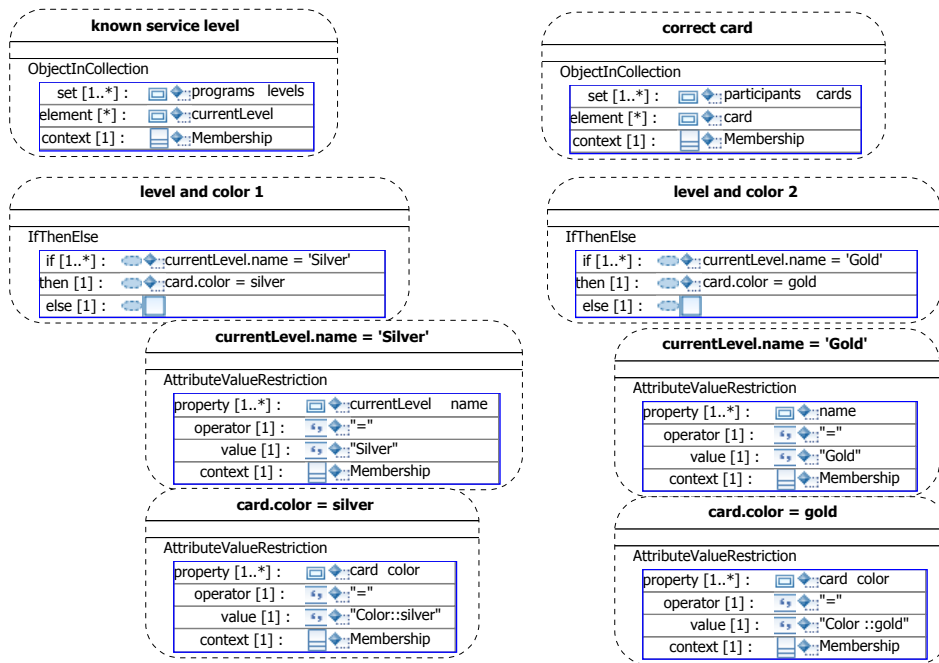 known service level
ObjectInCollection
set [1..*] : programs levels
element [*] : currentLevel
context [1] : Membership
correct card
ObjectInCollection
set [1..*] : participants cards
element [*] : card
context [1] : Membership
level and color 1
IfThenElse
if [1..*] : currentLevel.name = 'Silver'
then [1] : card.color = silver
else [1] :
level and color 2
IfThenElse
if [1..*] : currentLevel.name = 'Gold'
then [1] : card.color = gold
else [1] :
currentLevel.name = 'Silver'
AttributeValueRestriction
property [1..*] : currentLevel name
operator [1] : "="
value [1] : "Silver"
context [1] : Membership
currentLevel.name = 'Gold'
AttributeValueRestriction
property [1..*] : name
operator [1] : "="
value [1] : "Gold"
context [1] : Membership
card.color = silver
AttributeValueRestriction
property [1..*] : card color
operator [1] : "="
value [1] : "Color::silver"
context [1] : Membership
card.color = gold
AttributeValueRestriction
property [1..*] : card color
operator [1] : "="
value [1] : "Color ::gold"
context [1] : Membership